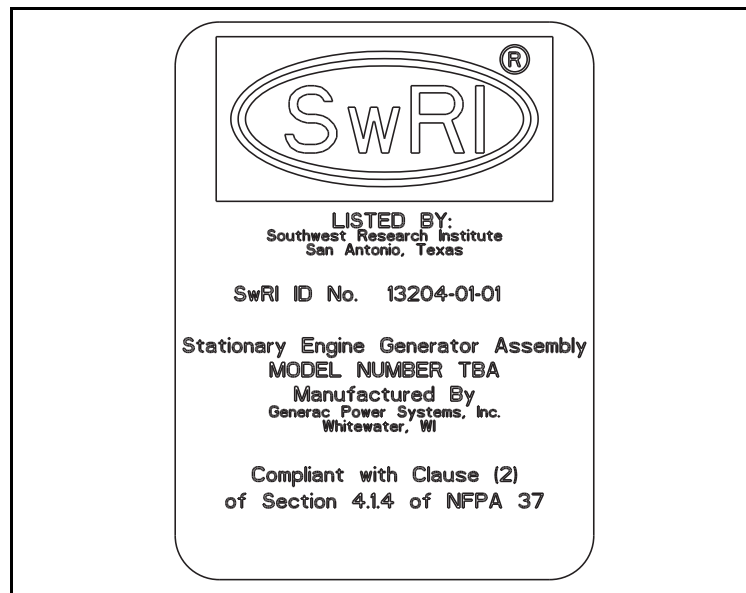 SwRI ®
LISTED BY:
Southwest Research Institute
San Antonio, Texas
SwRI ID No. 13204-01-01
Stationary Engine Generator Assembly
MODEL NUMBER TBA
Manufactured By
Generac Power Systems, Inc.
Whitewater, WI
Compliant with Clause (2)
of Section 4.1.4 of NFPA 37